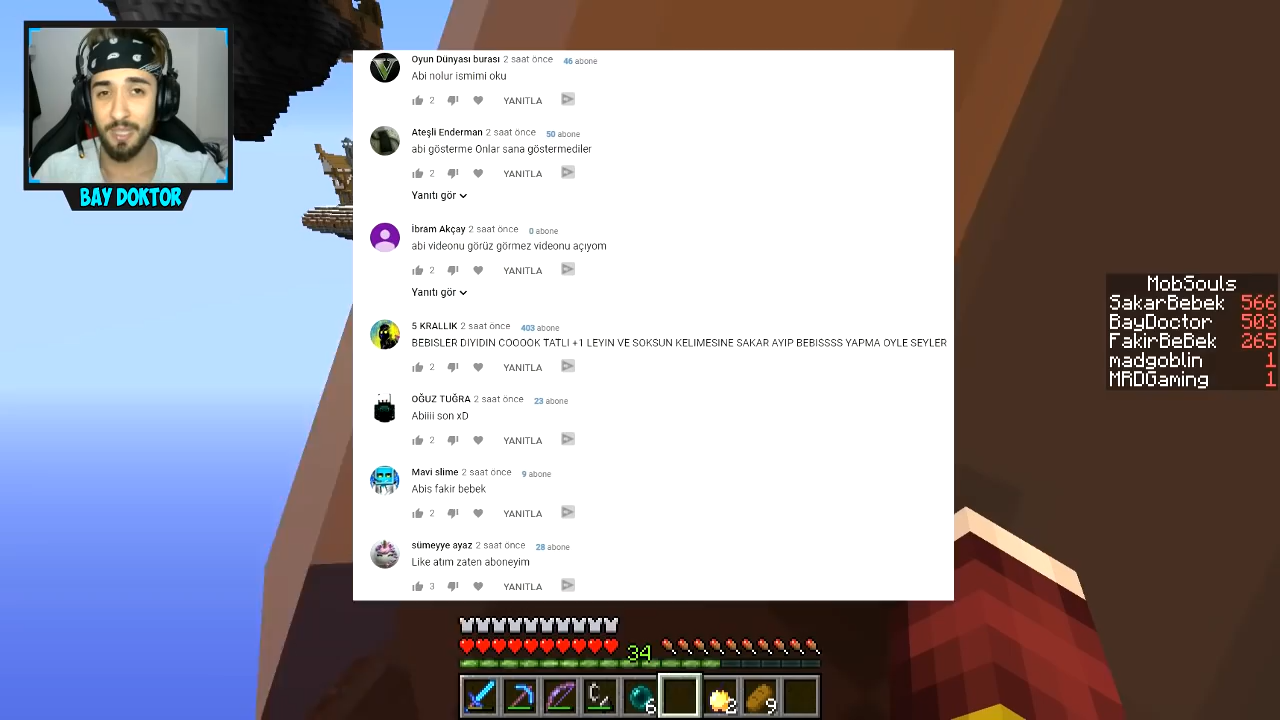 BAY DOKTOR
Oyun Dünyası burası 2 saat önce 46 abone
Abi nolur ismimi oku
2 YANITLA
Ateşli Enderman 2 saat önce 50 abone
abi gösterme Onlar sana göstermediler
2 YANITLA
Yanıtı gör
İbram Akçay 2 saat önce 0 abone
abi videonu görüz görmez videonu açıyom
2 YANITLA
Yanıtı gör
5 KRALLIK 2 saat önce 403 abone
BEBISLER DIYIDIN COOOOK TATLI +1 LEYIN VE SOKSUN KELIMESINE SAKAR AYIP BEBISSSS YAPMA OYLE SEYLER
2 YANITLA
OĞUZ TUĞRA 2 saat önce 23 abone
Abiiii son xD
2 YANITLA
Mavi slime 2 saat önce 9 abone
Abis fakir bebek
2 YANITLA
sümeyye ayaz 2 saat önce 28 abone
Like atım zaten aboneyim
3 YANITLA
MobSouls
SakarBebek 566
BayDoctor 503
FakirBeBek 265
madgoblin 1
MRDGaming 1
34
6 2 9